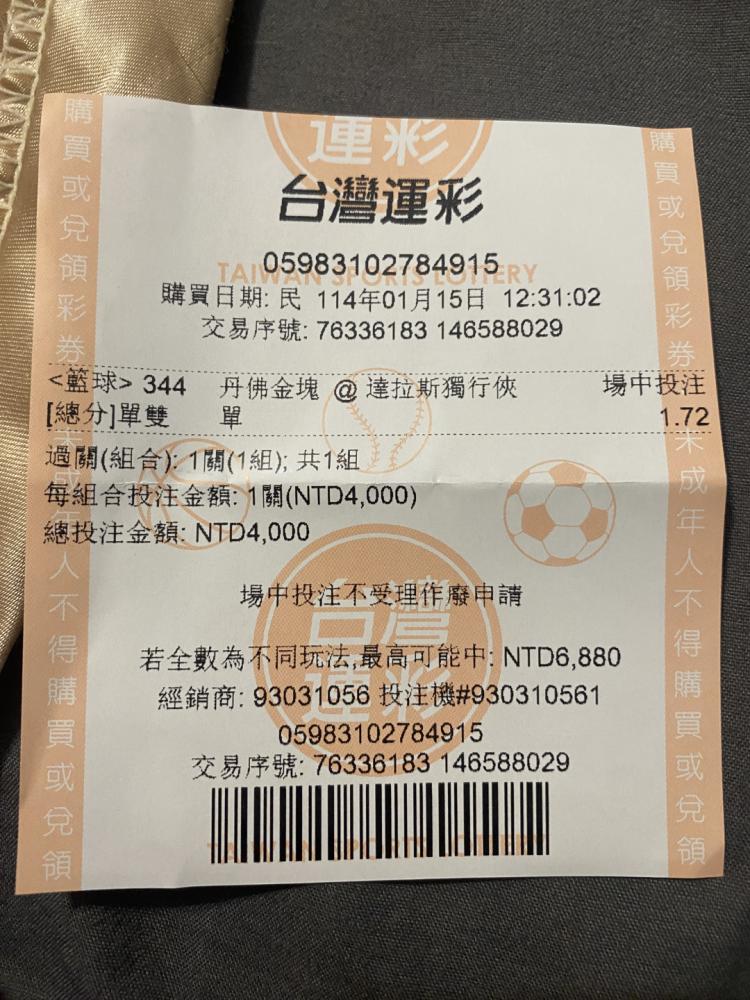 運彩
台灣運彩
TAIWAN SPORTS LOTTERY
05983102784915
購買日期: 民 114年01月15日 12:31:02
交易序號: 76336183 146588029
<籃球> 344 丹佛金塊 @ 達拉斯獨行俠 場中投注
[總分]單雙 單 1.72
過關(組合): 1關(1組); 共1組
每組合投注金額: 1關(NTD4,000)
總投注金額: NTD4,000
場中投注不受理作廢申請
台灣
運彩
若全數為不同玩法,最高可能中: NTD6,880
經銷商: 93031056 投注機#930310561
05983102784915
交易序號: 76336183 146588029
TAIWAN SPORTS LOTTERY
購買或兌領彩券 未成年人不得購買或兌領
購買或兌領彩券 未成年人不得購買或兌領